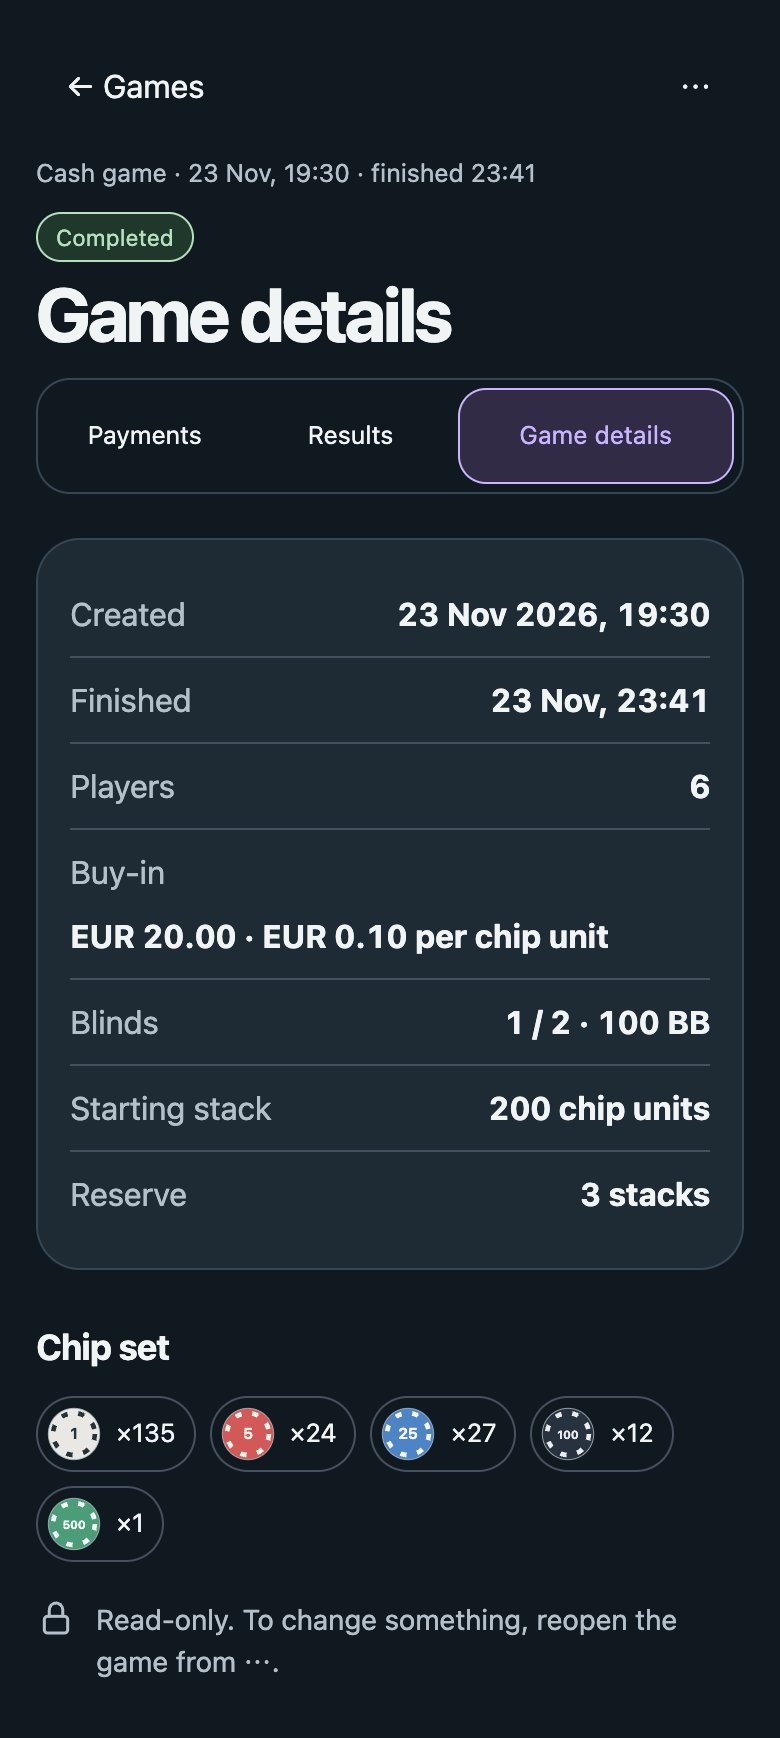 ← Games ···
Cash game · 23 Nov, 19:30 · finished 23:41
Completed
Game details
Payments Results Game details
Created 23 Nov 2026, 19:30
Finished 23 Nov, 23:41
Players 6
Buy-in
EUR 20.00 · EUR 0.10 per chip unit
Blinds 1 / 2 · 100 BB
Starting stack 200 chip units
Reserve 3 stacks
Chip set
1 ×135 5 ×24 25 ×27 100 ×12
500 ×1
Read-only. To change something, reopen the
game from ···.